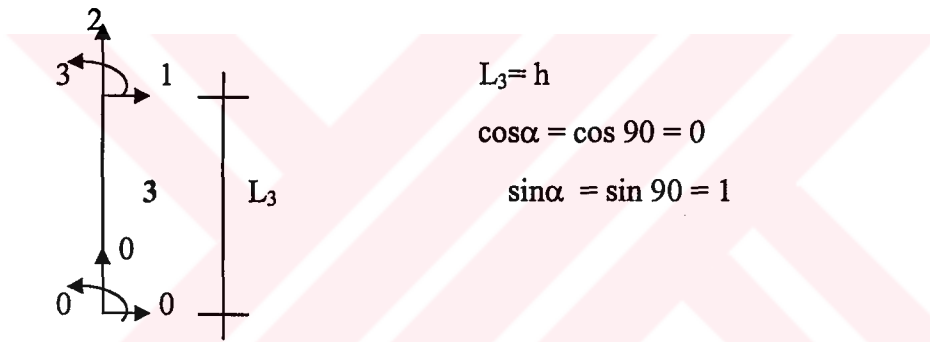 2
3 1
L₃= h
cosα = cos 90 = 0
3 L₃
sinα = sin 90 = 1
0
0 0